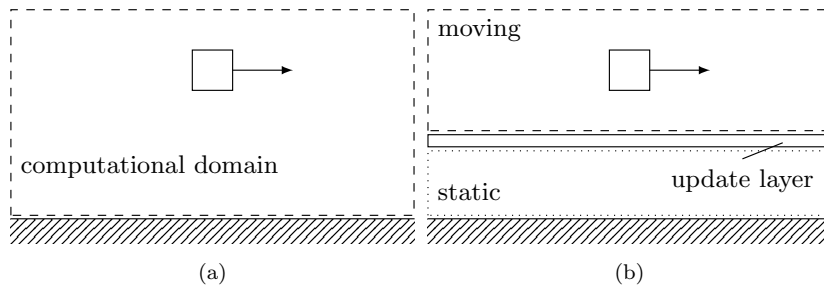 computational domain
(a)
moving
update layer
static
(b)